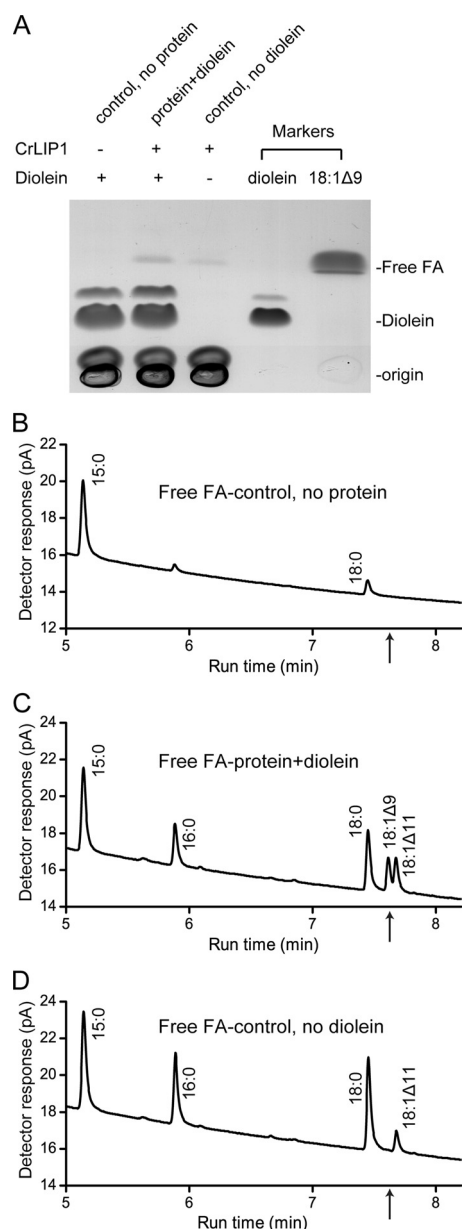 A
control, no protein
protein+diolein
control, no diolein
Markers
CrLIP1 - + +
Diolein + + - diolein 18:1Δ9
-Free FA
-Diolein
-origin
B
22
20
18
16
14
12
Detector response (pA)
15:0
Free FA-control, no protein
18:0
5 6 7 8
Run time (min)
C
24
22
20
18
16
14
Detector response (pA)
15:0
Free FA-protein+diolein
16:0
18:0
18:1Δ9
18:1Δ11
5 6 7 8
Run time (min)
D
24
22
20
18
16
14
Detector response (pA)
15:0
Free FA-control, no diolein
16:0
18:0
18:1Δ11
5 6 7 8
Run time (min)